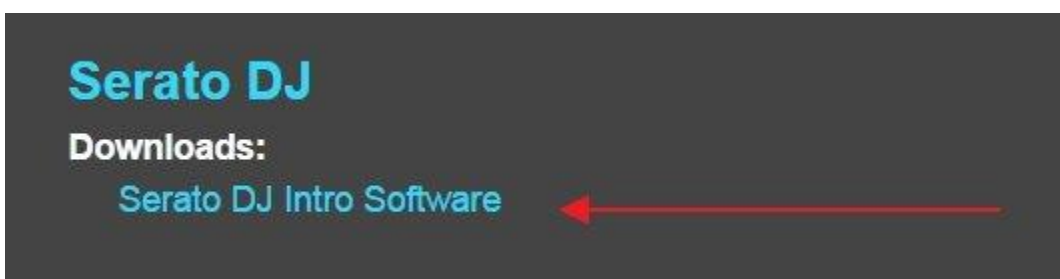 Serato DJ
Downloads:
Serato DJ Intro Software